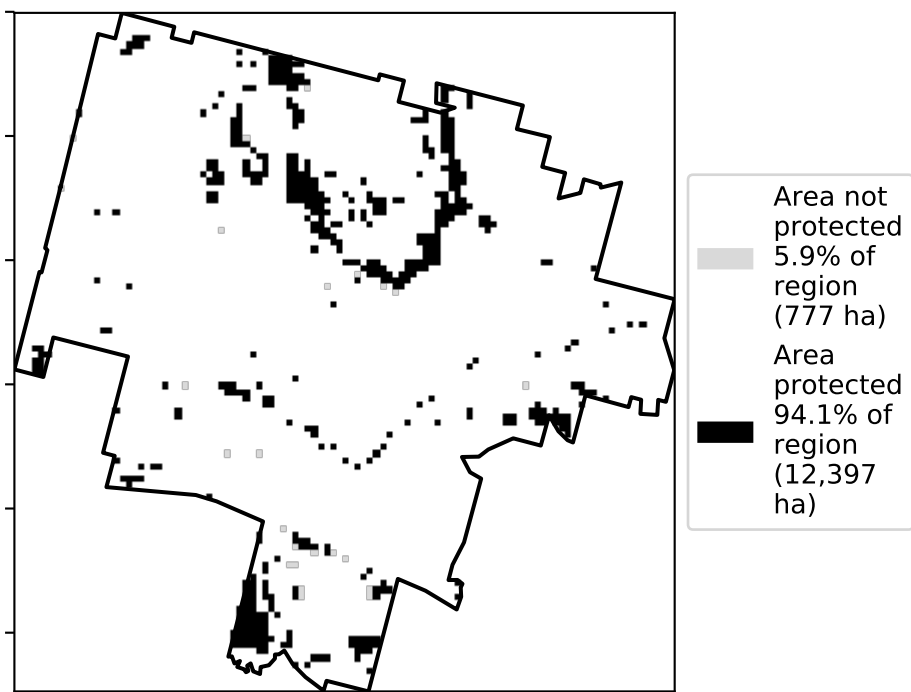 Area not
protected
5.9% of
region
(777 ha)
Area
protected
94.1% of
region
(12,397
ha)